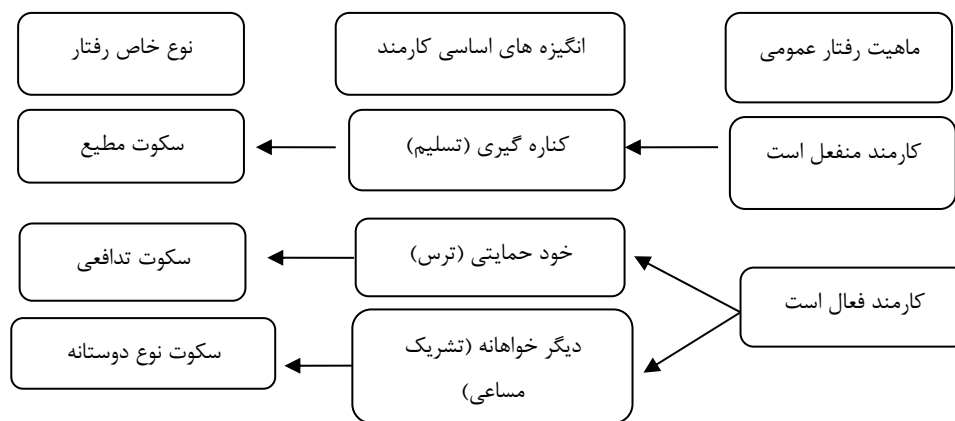 ماهیت رفتار عمومی
انگیزه های اساسی کارمند
نوع خاص رفتار
کارمند منفعل است
کناره گیری (تسلیم)
سکوت مطیع
کارمند فعال است
خود حمایتی (ترس)
سکوت تدافعی
دیگر خواهانه (تشریک
مساعی)
سکوت نوع دوستانه